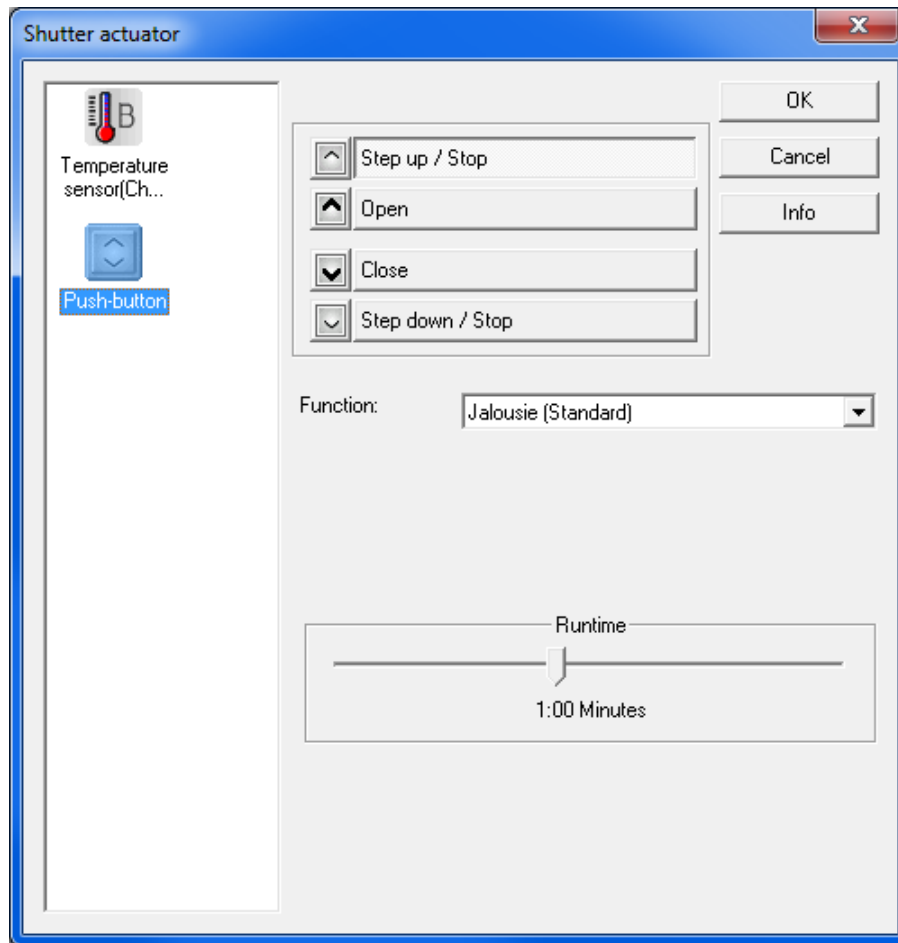 Shutter actuator
B
Temperature
sensor(Ch...
Push-button
Step up / Stop
Open
Close
Step down / Stop
OK
Cancel
Info
Function:
Jalousie (Standard)
Runtime
1:00 Minutes